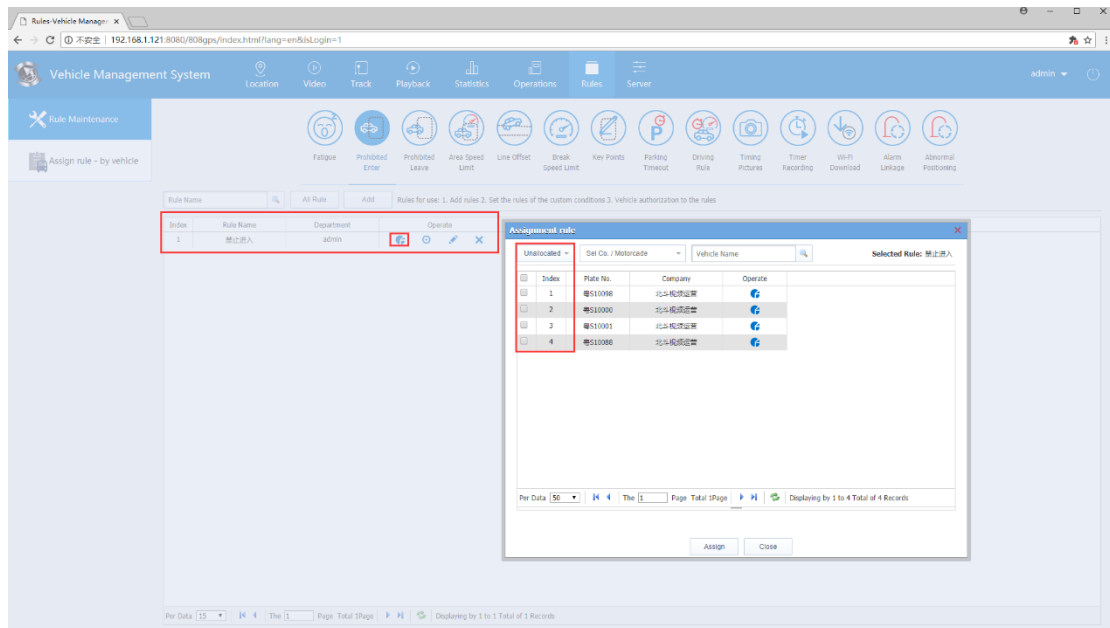 Rules-Vehicle Manager
不安全 | 192.168.1.121:8080/808gps/index.html?lang=en&isLogin=1
Vehicle Management System
Location Video Track Playback Statistics Operations Rules Server
admin
Rule Maintenance
Assign rule - by vehicle
Fatigue Prohibited Enter Prohibited Leave Area Speed Limit Line Offset Break Speed Limit Key Points Parking Timeout Driving Rule Timing Pictures Timer Recording Wi-Fi Download Alarm Linkage Abnormal Positioning
Rule Name All Rule Add Rules for use: 1. Add rules 2. Set the rules of the custom conditions 3. Vehicle authorization to the rules
Index Rule Name Department Operate
1 禁止进入 admin
Assignment rule
Unallocated Sel Co. / Motorcade Vehicle Name Selected Rule: 禁止进入
Index Plate No. Company Operate
1 粤S10098 北斗视频运营
2 粤S10000 北斗视频运营
3 粤S10001 北斗视频运营
4 粤S10088 北斗视频运营
Per Data 50 The 1 Page Total 1Page Displaying by 1 to 4 Total of 4 Records
Assign Close
Per Data 15 The 1 Page Total 1Page Displaying by 1 to 1 Total of 1 Records